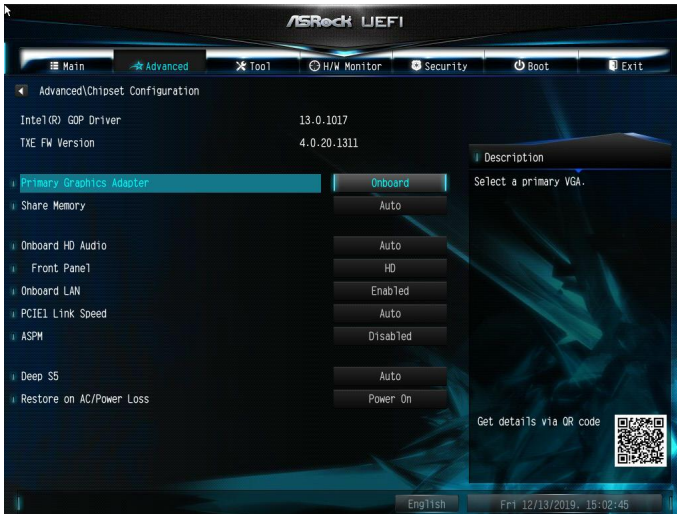 ASRock UEFI
Main Advanced Tool H/W Monitor Security Boot Exit
Advanced\Chipset Configuration
Intel(R) GOP Driver 13.0.1017
TXE FW Version 4.0.20.1311
Description
Primary Graphics Adapter Onboard
Select a primary VGA.
Share Memory Auto
Onboard HD Audio Auto
Front Panel HD
Onboard LAN Enabled
PCIE1 Link Speed Auto
ASPM Disabled
Deep S5 Auto
Restore on AC/Power Loss Power On
Get details via QR code
English Fri 12/13/2019. 15:02:45